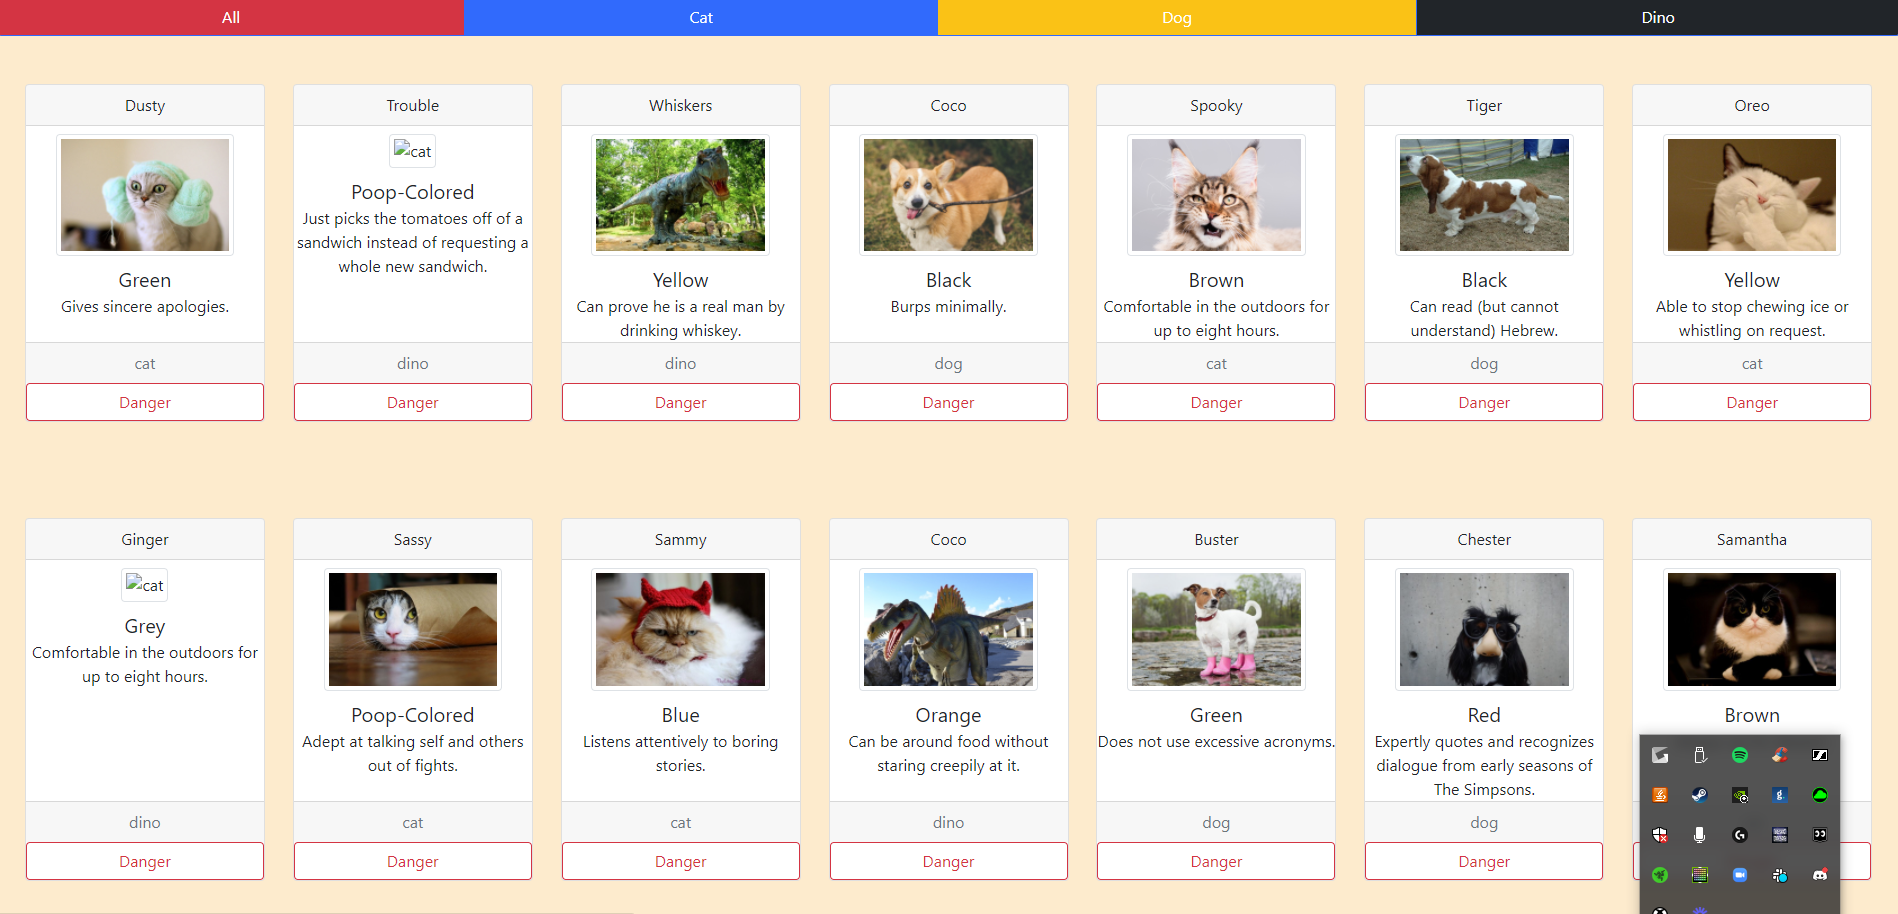 All
Cat
Dog
Dino
Dusty
Green
Gives sincere apologies.
cat
Danger
Trouble
cat
Poop-Colored
Just picks the tomatoes off of a
sandwich instead of requesting a
whole new sandwich.
dino
Danger
Whiskers
Yellow
Can prove he is a real man by
drinking whiskey.
dino
Danger
Coco
Black
Burps minimally.
dog
Danger
Spooky
Brown
Comfortable in the outdoors for
up to eight hours.
cat
Danger
Tiger
Black
Can read (but cannot
understand) Hebrew.
dog
Danger
Oreo
Yellow
Able to stop chewing ice or
whistling on request.
cat
Danger
Ginger
cat
Grey
Comfortable in the outdoors for
up to eight hours.
dino
Danger
Sassy
Poop-Colored
Adept at talking self and others
out of fights.
cat
Danger
Sammy
Blue
Listens attentively to boring
stories.
cat
Danger
Coco
Orange
Can be around food without
staring creepily at it.
dino
Danger
Buster
Green
Does not use excessive acronyms.
dog
Danger
Chester
Red
Expertly quotes and recognizes
dialogue from early seasons of
The Simpsons.
dog
Danger
Samantha
Brown